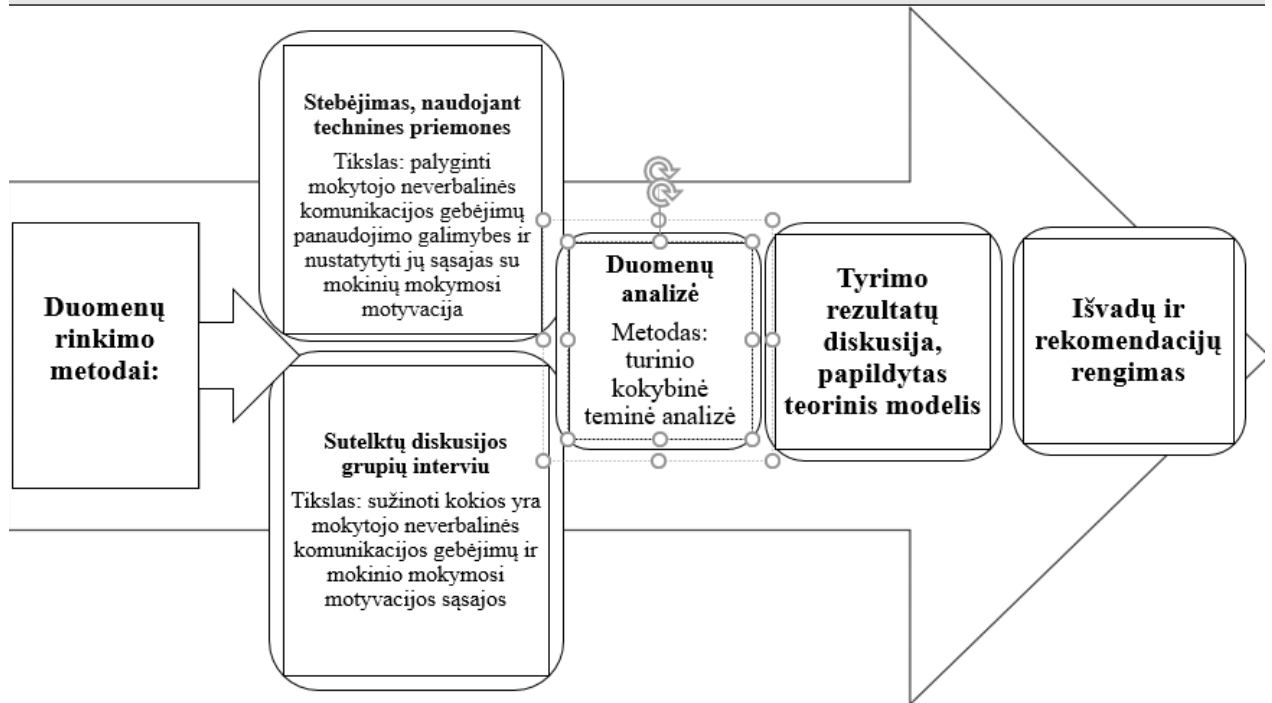 Duomenų
rinkimo
metodai:
Stebėjimas, naudojant
technines priemones
Tikslas: palyginti
mokytojo neverbalinės
komunikacijos gebėjimų
panaudojimo galimybes ir
nustatytyti jų sąsajas su
mokinių mokymosi
motyvacija
Sutelktų diskusijos
grupių interviu
Tikslas: sužinoti kokios yra
mokytojo neverbalinės
komunikacijos gebėjimų ir
mokinio mokymosi
motyvacijos sąsajos
Duomenų
analizė
Metodas:
turinio
kokybinė
teminė analizė
Tyrimo
rezultatų
diskusija,
papildytas
teorinis modelis
Išvadų ir
rekomendacijų
rengimas